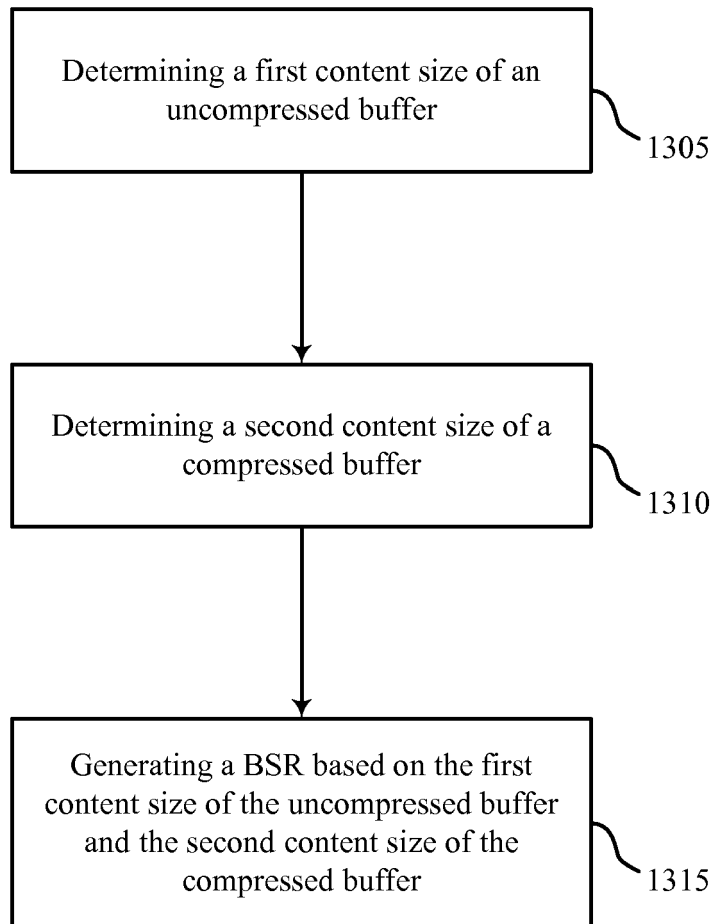 Determining a first content size of an
uncompressed buffer
1305
Determining a second content size of a
compressed buffer
1310
Generating a BSR based on the first
content size of the uncompressed buffer
and the second content size of the
compressed buffer
1315